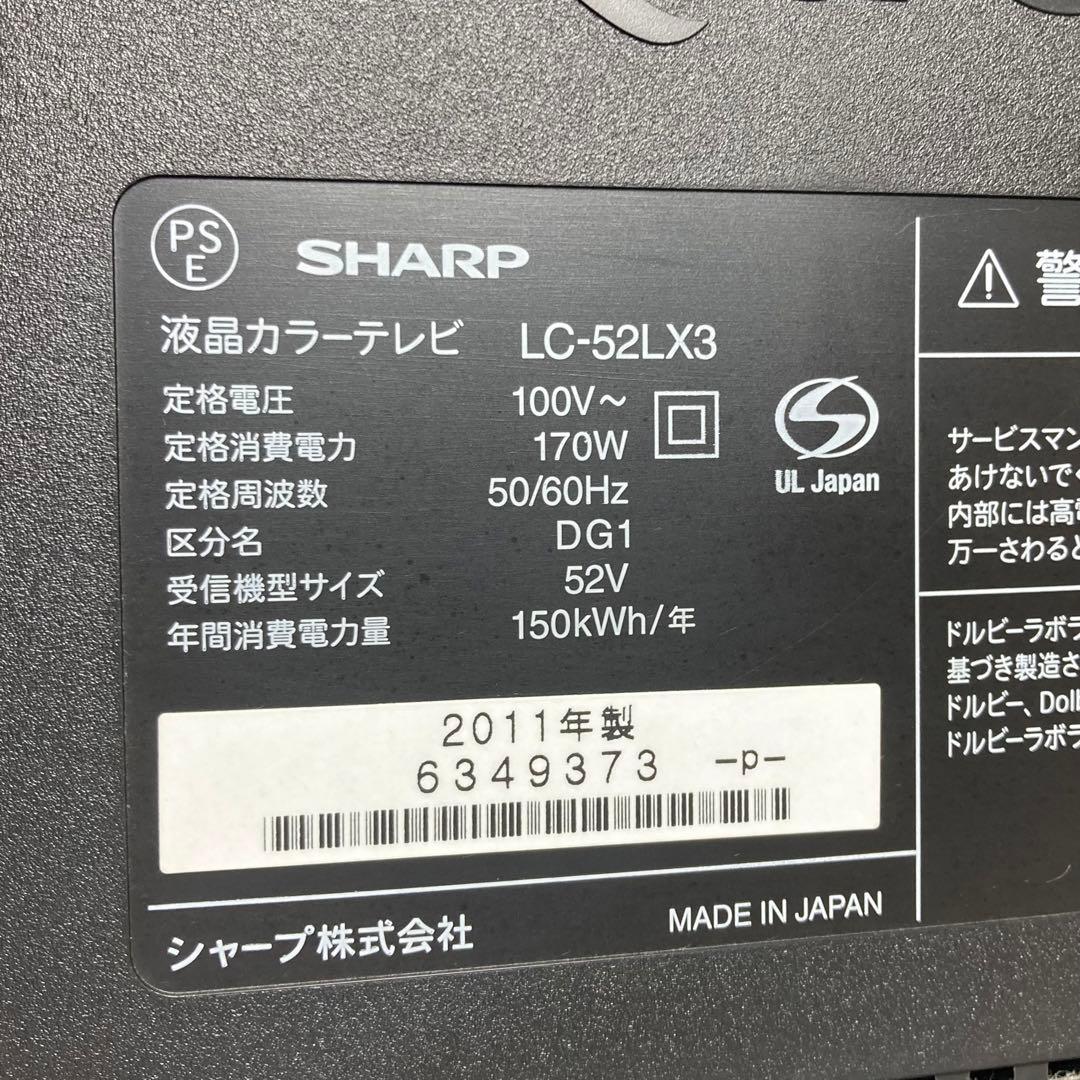 PS
E
SHARP
液晶カラーテレビ LC-52LX3
定格電圧 100V～
定格消費電力 170W
定格周波数 50/60Hz
区分名 DG1
受信機型サイズ 52V
年間消費電力量 150kWh/年
UL Japan
2011年製
6349373 -p-
シャープ株式会社
MADE IN JAPAN
警
サービスマン
あけないで
内部には高
万一さわると
ドルビーラボラ
基づき製造さ
ドルビー、Dol
ドルビーラボラ